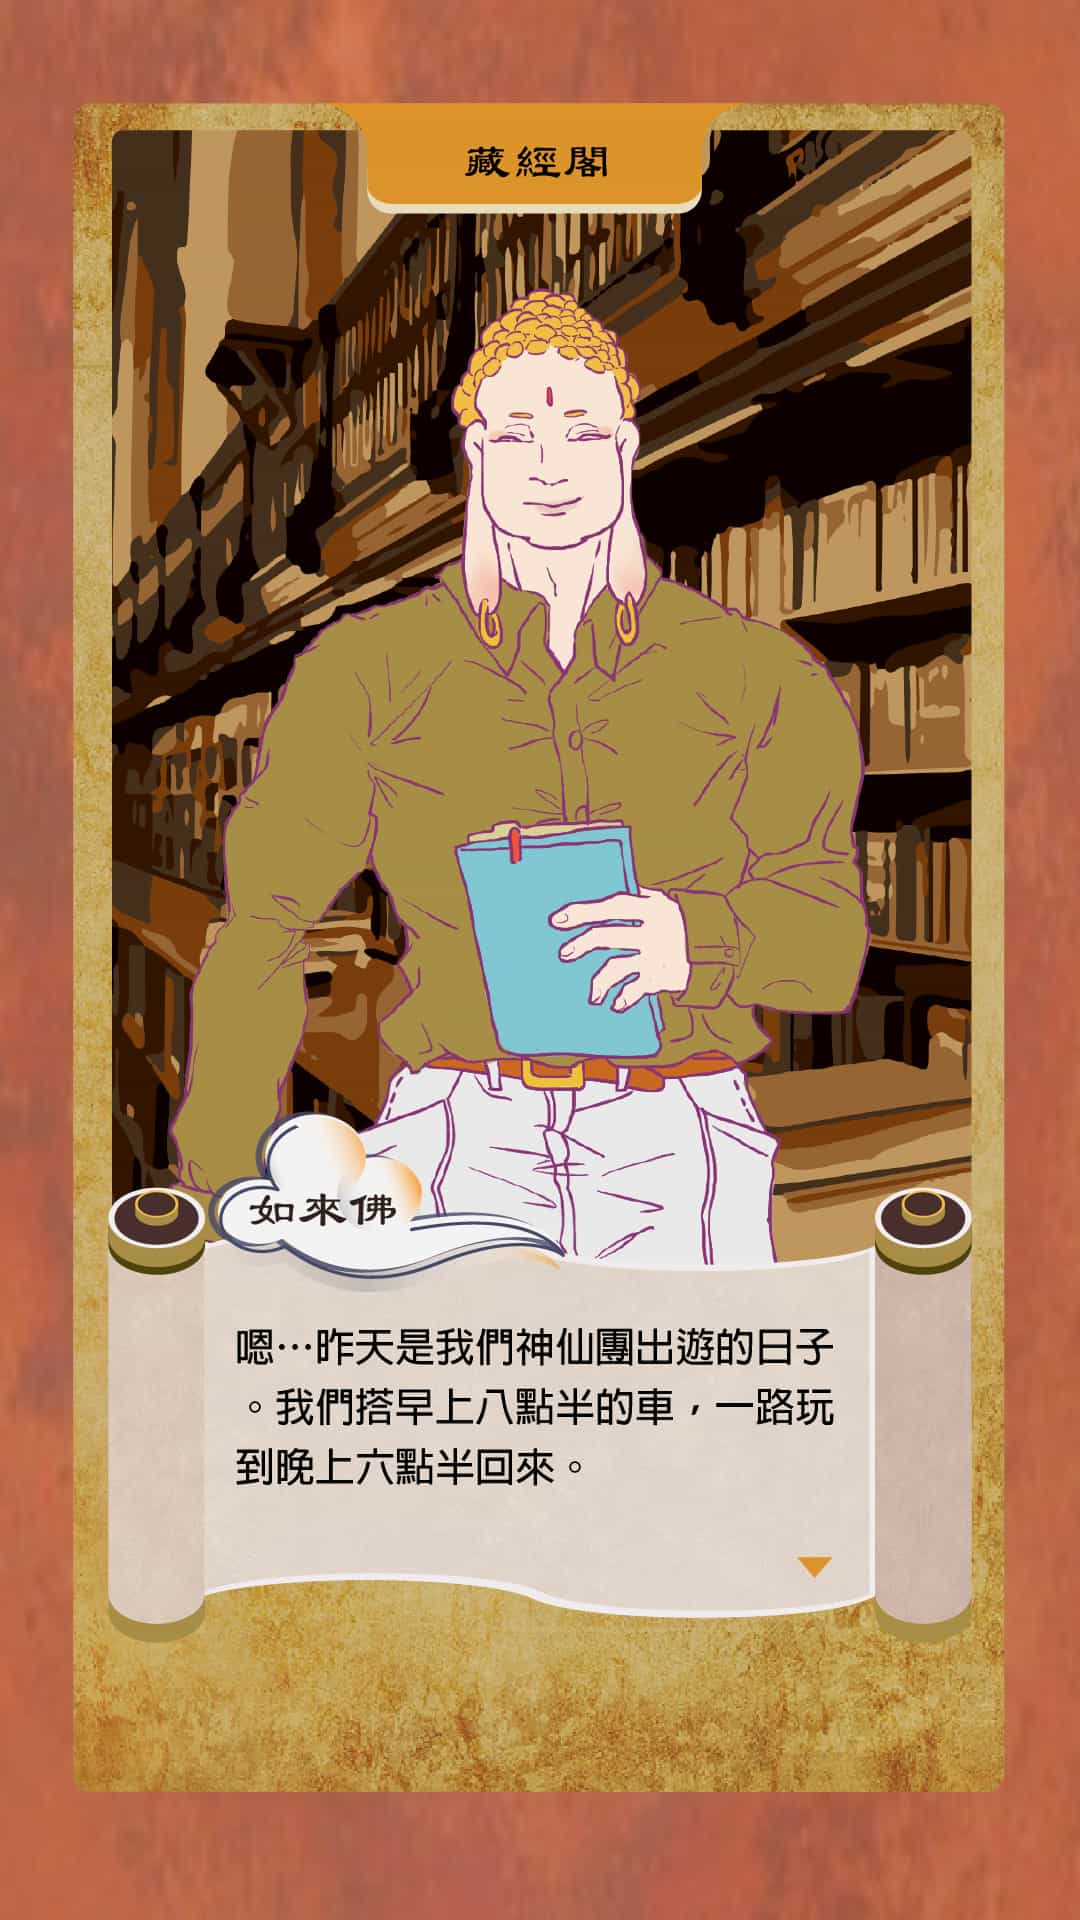 藏經閣
如來佛
嗯…昨天是我們神仙團出遊的日子
。我們搭早上八點半的車，一路玩
到晚上六點半回來。